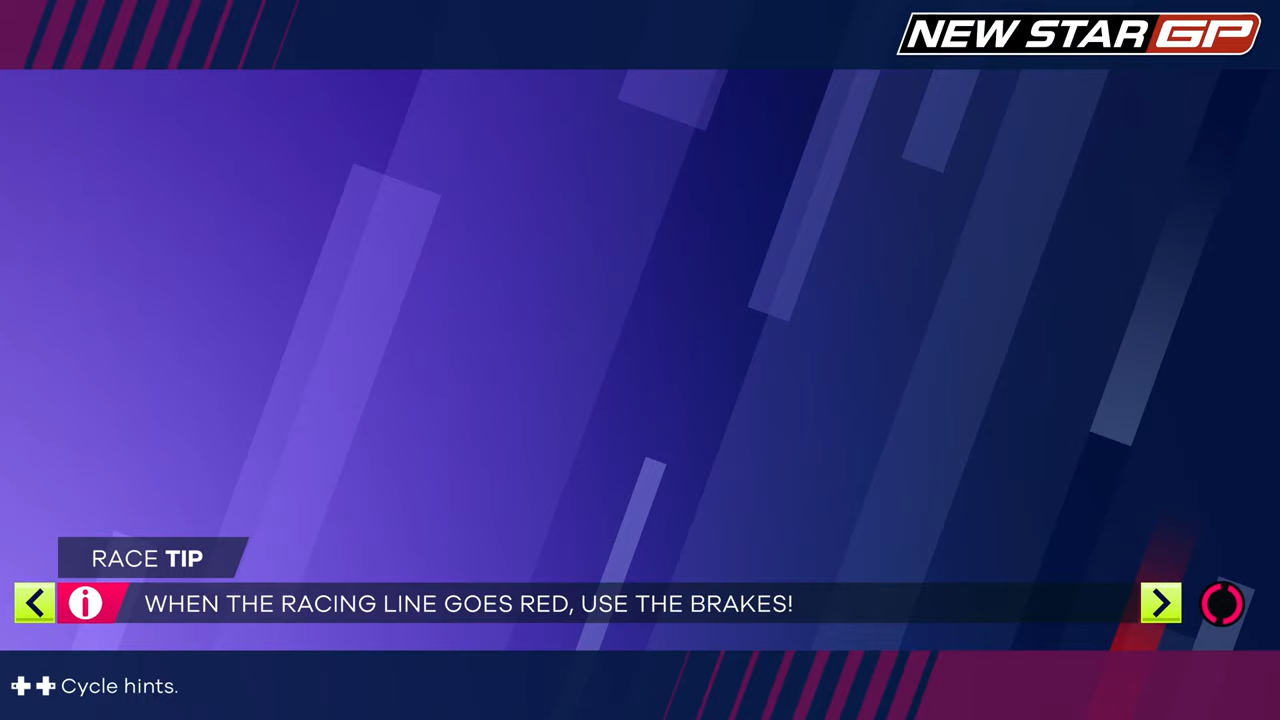 NEW STAR GP
RACE TIP
WHEN THE RACING LINE GOES RED, USE THE BRAKES!
Cycle hints.